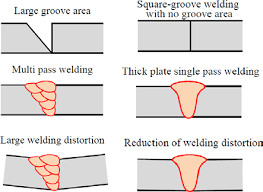 Large groove area
Square-groove welding
with no groove area
Multi pass welding
Thick plate single pass welding
Large welding distortion
Reduction of welding distortion